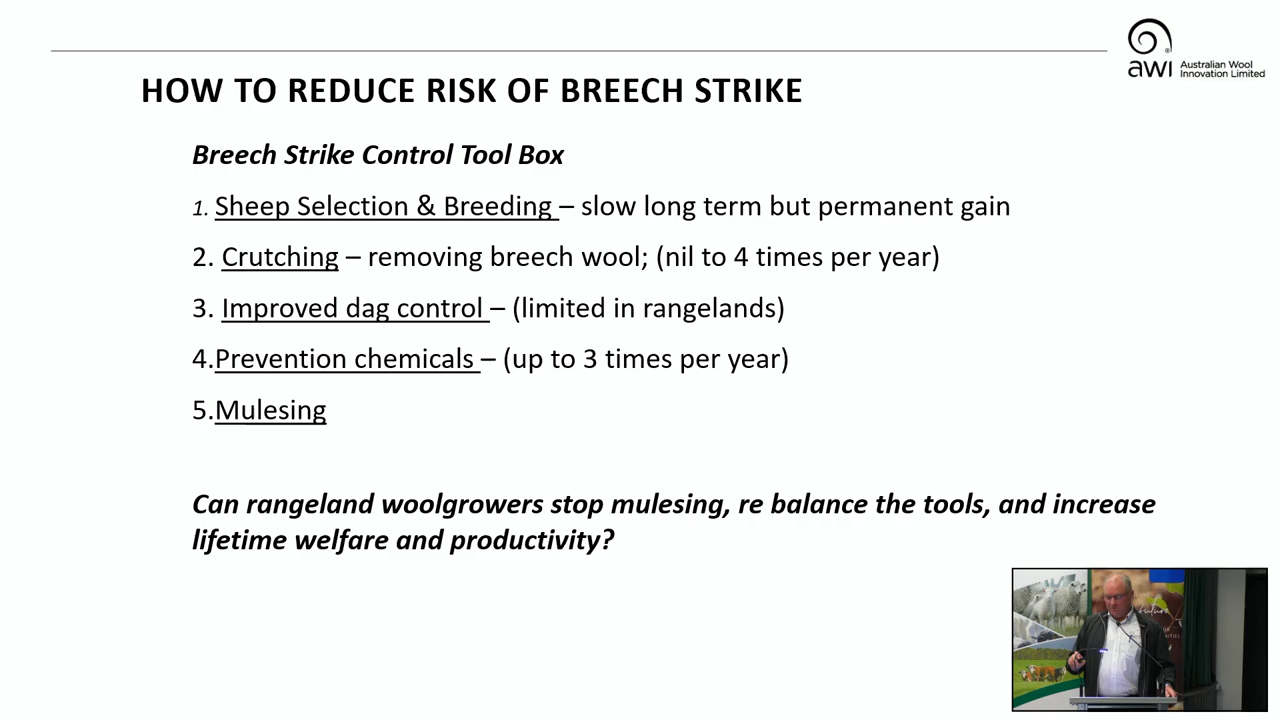 awi Australian Wool
Innovation Limited
HOW TO REDUCE RISK OF BREECH STRIKE
Breech Strike Control Tool Box
1. Sheep Selection & Breeding – slow long term but permanent gain
2. Crutching – removing breech wool; (nil to 4 times per year)
3. Improved dag control – (limited in rangelands)
4.Prevention chemicals – (up to 3 times per year)
5.Mulesing
Can rangeland woolgrowers stop mulesing, re balance the tools, and increase
lifetime welfare and productivity?
future